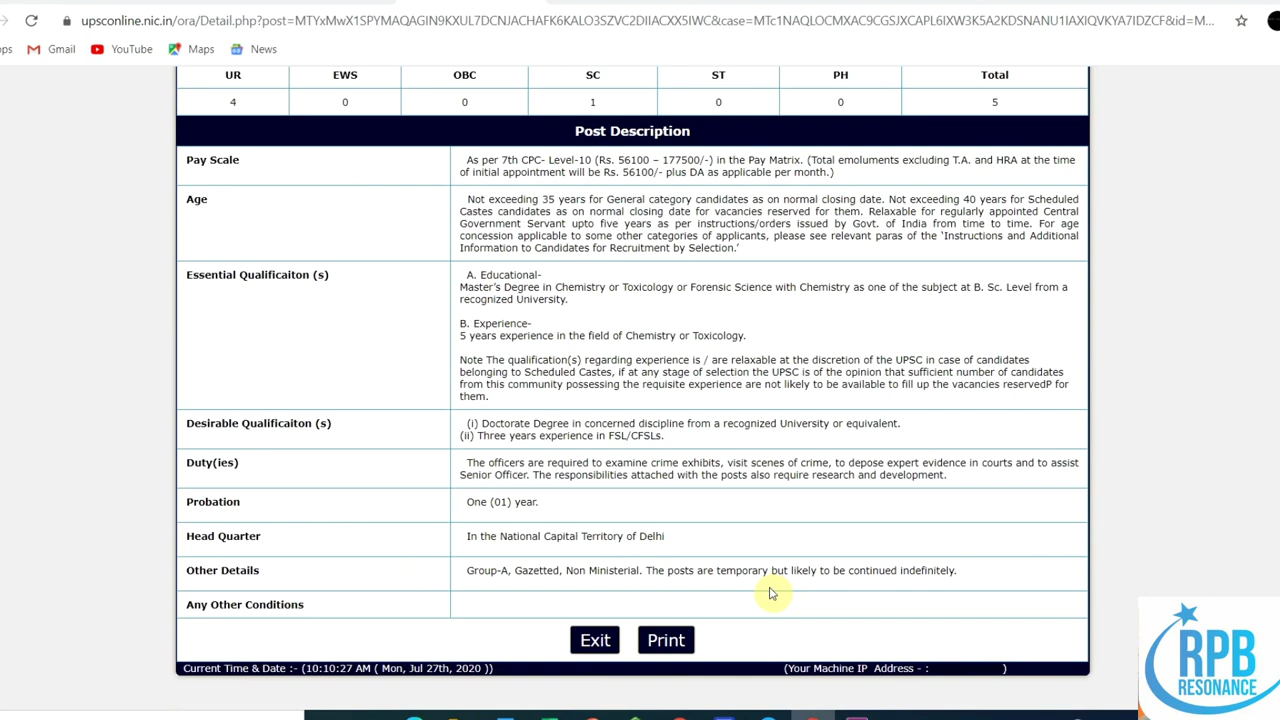 upsconline.nic.in/ora/Detail.php?post=MTYxMwX1SPYMAQAGIN9KXUL7DCNJACHAFK6KALO3SZVC2DIIACXX5IWC&case=MTc1NAQLOCMXAC9CGSJXCAPL6IXW3K5A2KDSNANU1IAXIQVKYA7IDZCF&id=M...
ops Gmail YouTube Maps News
UR EWS OBC SC ST PH Total
4 0 0 1 0 0 5
Post Description
Pay Scale
As per 7th CPC- Level-10 (Rs. 56100 – 177500/-) in the Pay Matrix. (Total emoluments excluding T.A. and HRA at the time
of initial appointment will be Rs. 56100/- plus DA as applicable per month.)
Age
Not exceeding 35 years for General category candidates as on normal closing date. Not exceeding 40 years for Scheduled
Castes candidates as on normal closing date for vacancies reserved for them. Relaxable for regularly appointed Central
Government Servant upto five years as per instructions/orders issued by Govt. of India from time to time. For age
concession applicable to some other categories of applicants, please see relevant paras of the 'Instructions and Additional
Information to Candidates for Recruitment by Selection.'
Essential Qualificaiton (s)
A. Educational-
Master's Degree in Chemistry or Toxicology or Forensic Science with Chemistry as one of the subject at B. Sc. Level from a
recognized University.
B. Experience-
5 years experience in the field of Chemistry or Toxicology.
Note The qualification(s) regarding experience is / are relaxable at the discretion of the UPSC in case of candidates
belonging to Scheduled Castes, if at any stage of selection the UPSC is of the opinion that sufficient number of candidates
from this community possessing the requisite experience are not likely to be available to fill up the vacancies reservedP for
them.
Desirable Qualificaiton (s)
(i) Doctorate Degree in concerned discipline from a recognized University or equivalent.
(ii) Three years experience in FSL/CFSLs.
Duty(ies)
The officers are required to examine crime exhibits, visit scenes of crime, to depose expert evidence in courts and to assist
Senior Officer. The responsibilities attached with the posts also require research and development.
Probation
One (01) year.
Head Quarter
In the National Capital Territory of Delhi
Other Details
Group-A, Gazetted, Non Ministerial. The posts are temporary but likely to be continued indefinitely.
Any Other Conditions
Exit Print
Current Time & Date :- (10:10:27 AM ( Mon, Jul 27th, 2020 )) (Your Machine IP Address - : )
RPB
RESONANCE